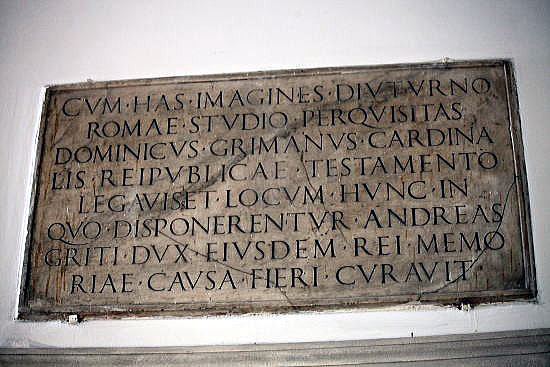 CVM·HAS·IMAGINES·DIVTVRNO
ROMAE·STVDIO·PERQVISITAS
DOMINICVS·GRIMANVS·CARDINA
LIS·REIPVBLICAE·TESTAMENTO
LEGAVISET·LOCVM·HVNC·IN
QVO·DISPONERENTVR·ANDREAS
GRITI·DVX·EIVSDEM·REI·MEMO
RIAE·CAVSA·FIERI·CVRAVIT